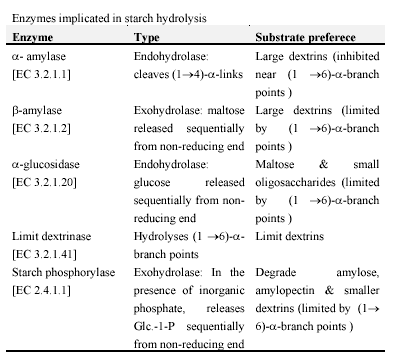 Enzymes implicated in starch hydrolysis
Enzyme Type Substrate preferece
α- amylase Endohydrolase: Large dextrins (inhibited
[EC 3.2.1.1] cleaves (1→4)-α-links near (1 →6)-α-branch
points )
β-amylase Exohydrolase: maltose Large dextrins (limited
[EC 3.2.1.2] released sequentially by (1 →6)-α-branch
from non-reducing end points )
α-glucosidase Endohydrolase: Maltose & small
[EC 3.2.1.20] glucose released oligosaccharides (limited
sequentially from non- by (1 →6)-α-branch
reducing end points )
Limit dextrinase Hydrolyses (1 →6)-α- Limit dextrins
[EC 3.2.1.41] branch points
Starch phosphorylase Exohydrolase: In the Degrade amylose,
[EC 2.4.1.1] presence of inorganic amylopectin & smaller
phosphate, releases dextrins (limited by (1→
Glc.-1-P sequentially 6)-α-branch points )
from non-reducing end